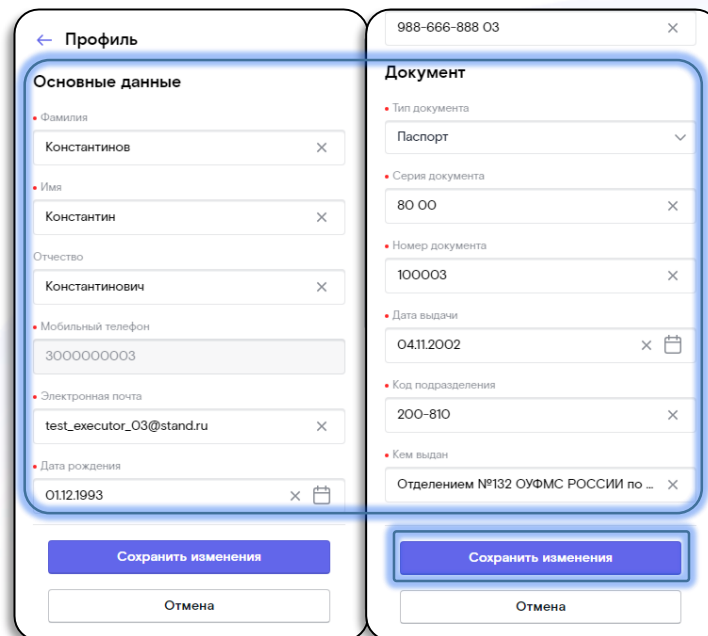 ← Профиль
Основные данные
• Фамилия
Константинов
• Имя
Константин
Отчество
Константинович
• Мобильный телефон
3000000003
• Электронная почта
test_executor_03@stand.ru
• Дата рождения
01.12.1993
Сохранить изменения
Отмена
988-666-888 03
Документ
• Тип документа
Паспорт
• Серия документа
80 00
• Номер документа
100003
• Дата выдачи
04.11.2002
• Код подразделения
200-810
• Кем выдан
Отделением №132 ОУФМС РОССИИ по ...
Сохранить изменения
Отмена